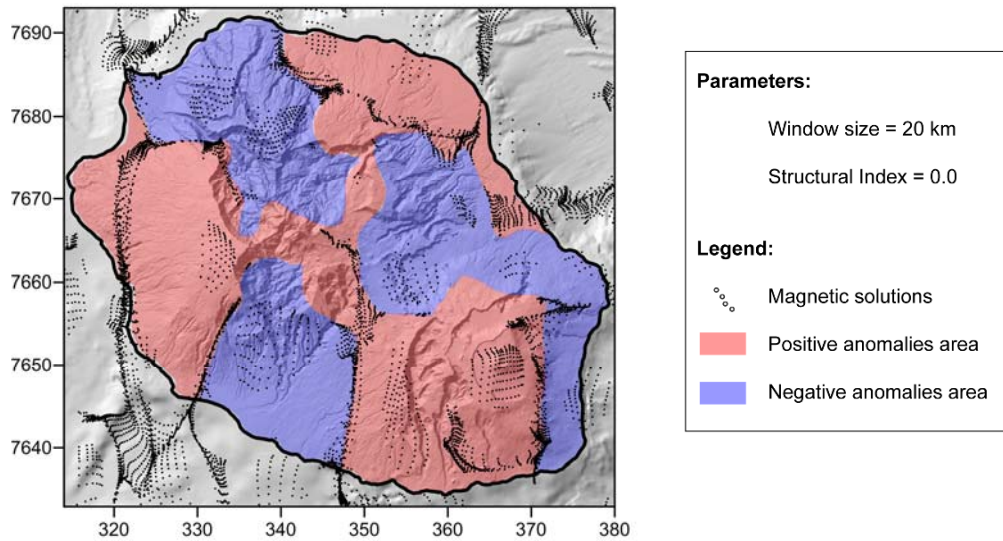 7690
7680
7670
7660
7650
7640
320 330 340 350 360 370 380
Parameters:
Window size = 20 km
Structural Index = 0.0
Legend:
Magnetic solutions
Positive anomalies area
Negative anomalies area